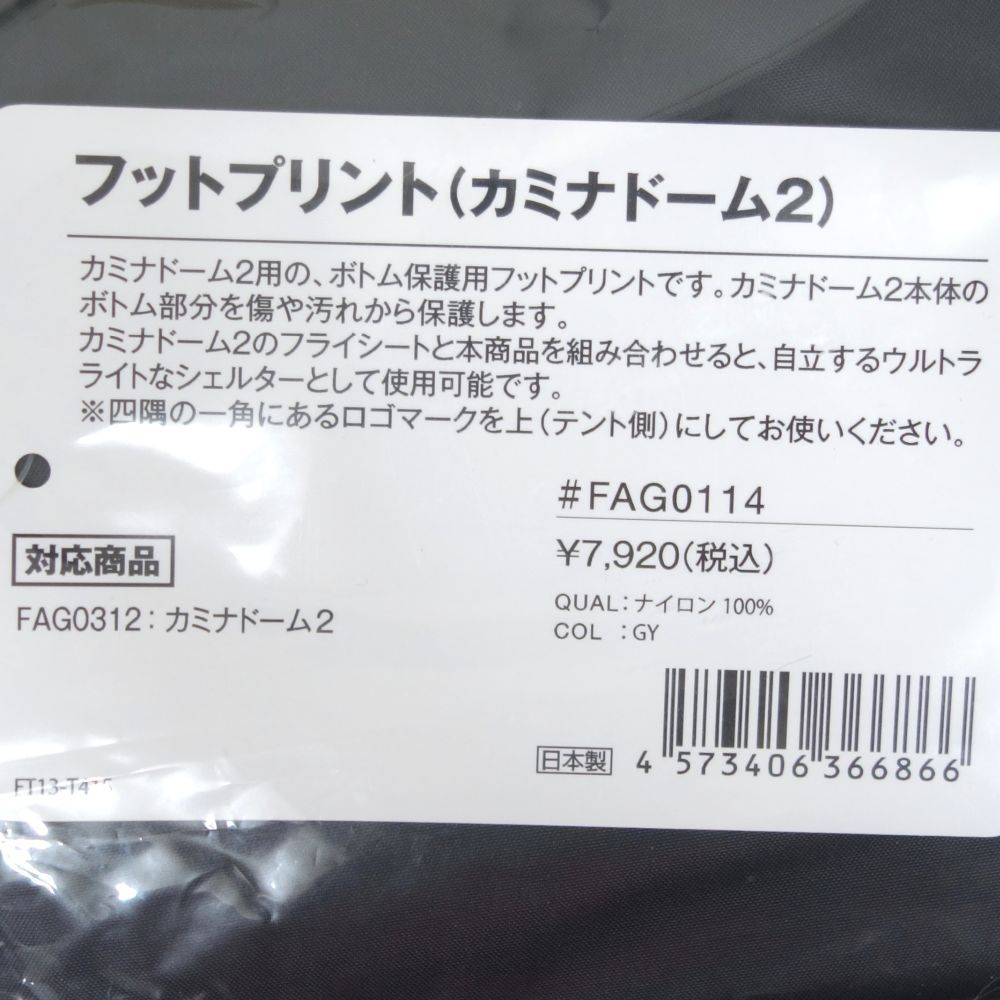 フットプリント(カミナドーム2)
カミナドーム2用の、ボトム保護用フットプリントです。カミナドーム2本体の
ボトム部分を傷や汚れから保護します。
カミナドーム2のフライシートと本商品を組み合わせると、自立するウルトラ
ライトなシェルターとして使用可能です。
※四隅の一角にあるロゴマークを上(テント側)にしてお使いください。
#FAG0114
¥7,920(税込)
QUAL:ナイロン 100%
COL :GY
対応商品
FAG0312:カミナドーム2
日本製
4 573406 366866